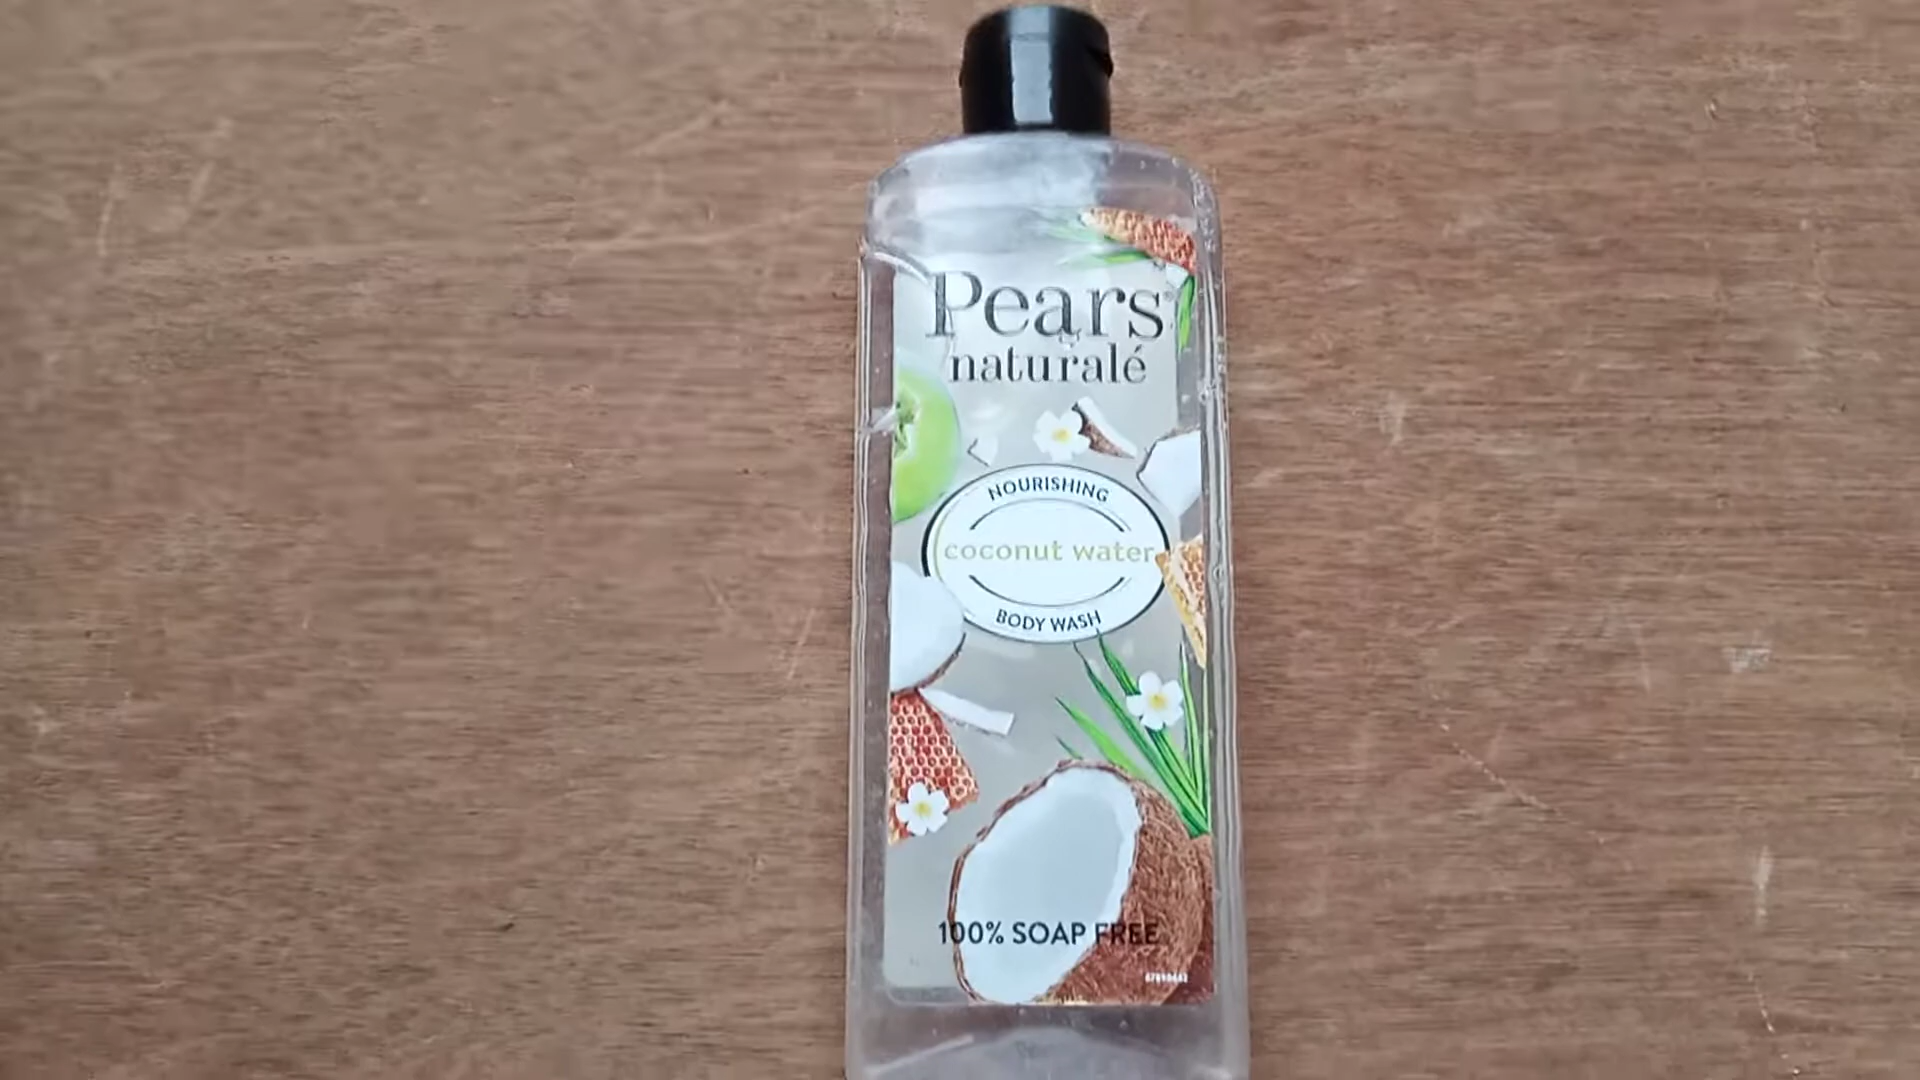 Pears®
naturalé
NOURISHING
coconut water
BODY WASH
100% SOAP FREE